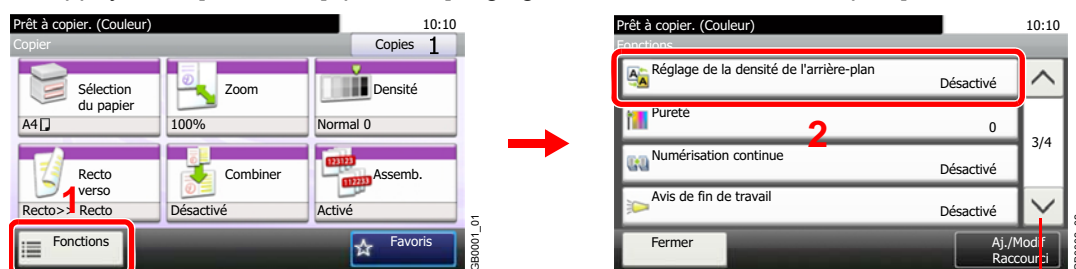 Prêt à copier. (Couleur) 10:10
Copier Copies 1
Sélection
du papier
A4
Zoom
100%
Densité
Normal 0
Recto
verso
Recto>> Recto
Combiner
Désactivé
Assemb.
Activé
123123
112233
1
Fonctions
Favoris
GB0001_01
Prêt à copier. (Couleur) 10:10
Fonctions
Réglage de la densité de l'arrière-plan
Désactivé
Pureté
0
2
3/4
Numérisation continue
Désactivé
Avis de fin de travail
Désactivé
Fermer
Aj./Modif
Raccourci